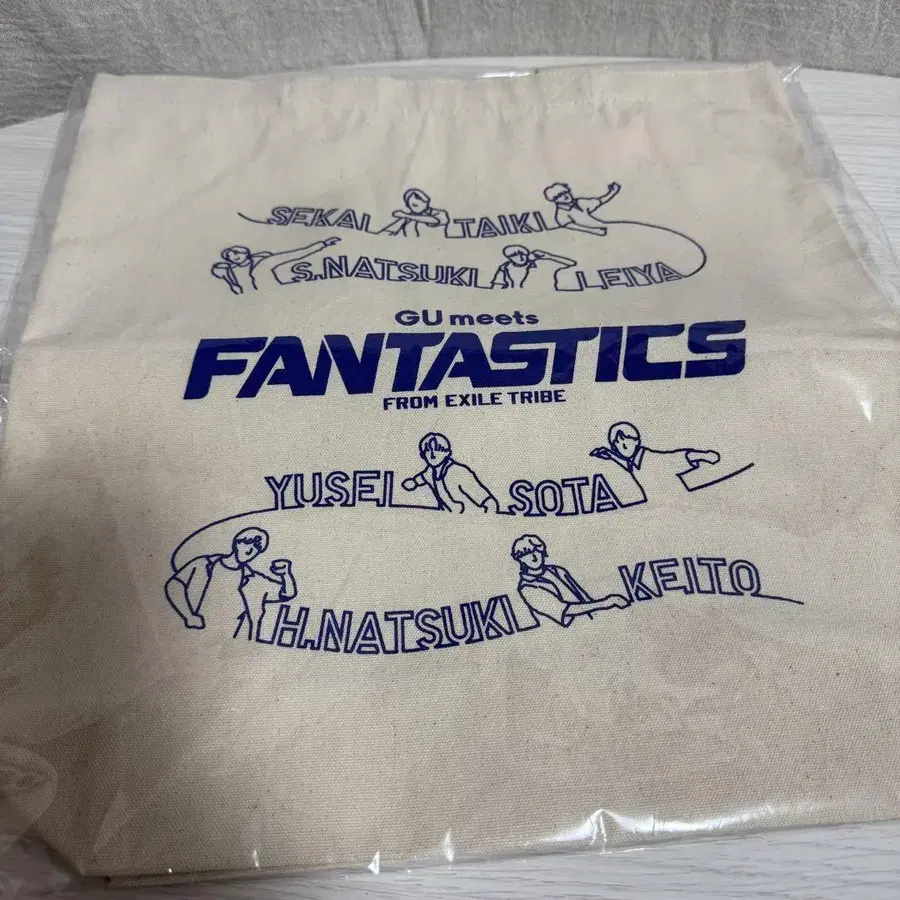 SEKAI TAIKI
S.NATSUKI LEIYA
GU meets
FANTASTICS
FROM EXILE TRIBE
YUSEI SOTA
H.NATSUKI KEITO